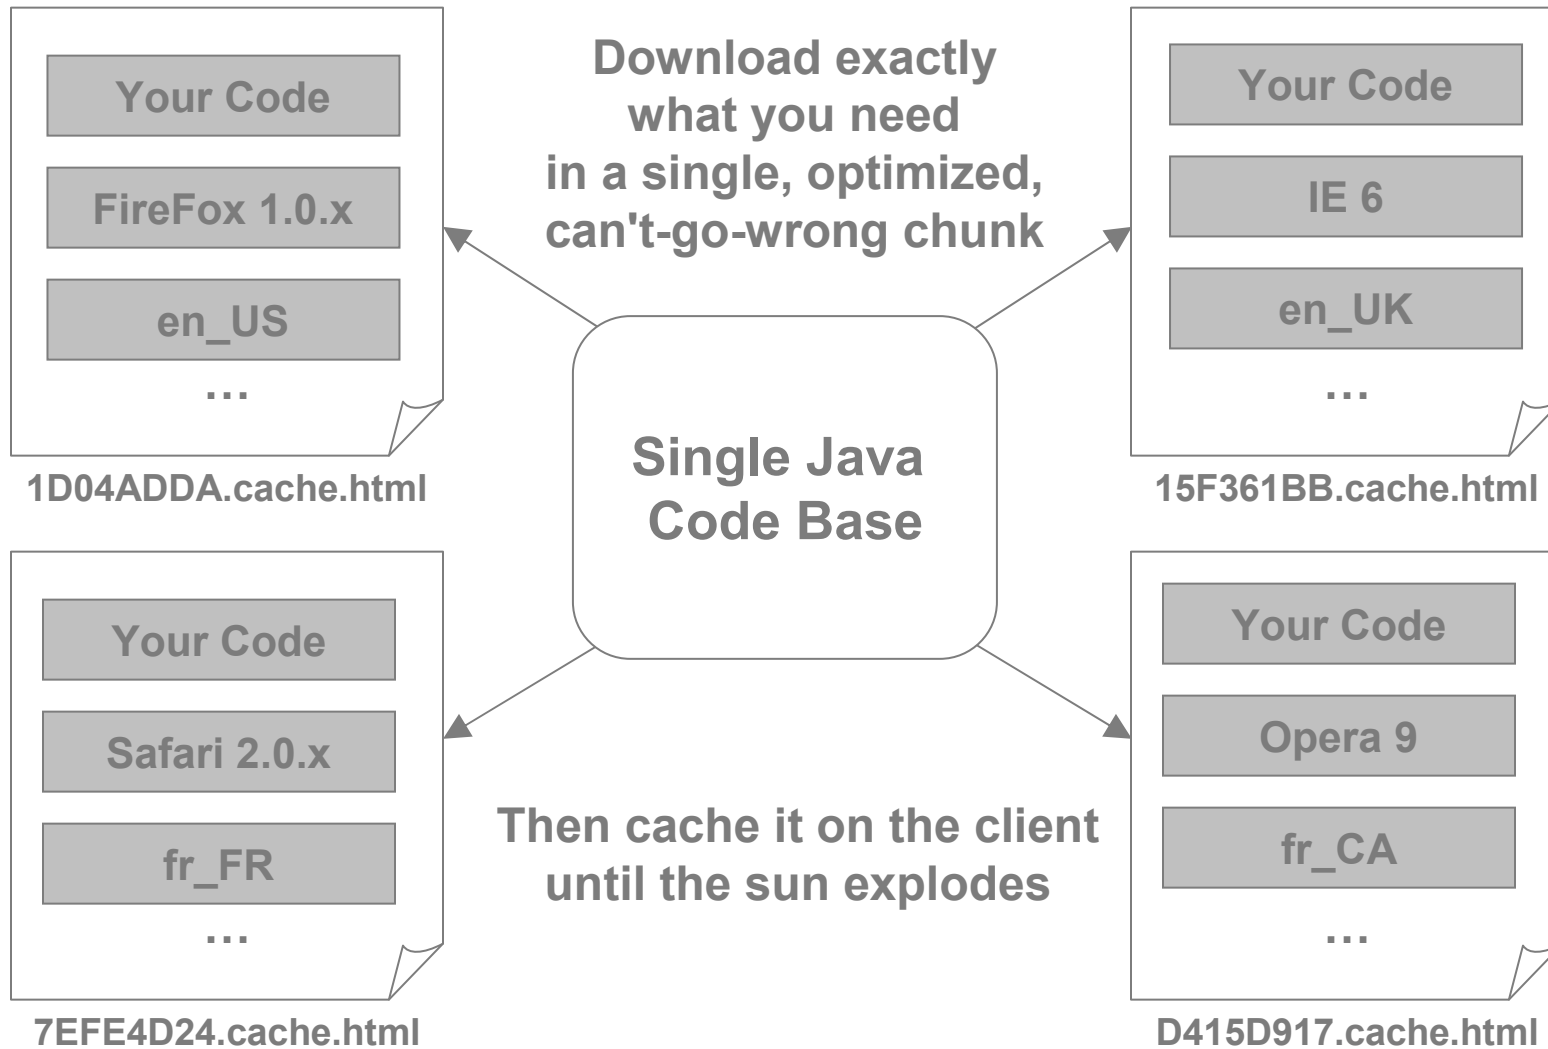 Your Code
FireFox 1.0.x
en_US
...
1D04ADDA.cache.html
Download exactly
what you need
in a single, optimized,
can't-go-wrong chunk
Your Code
IE 6
en_UK
...
15F361BB.cache.html
Single Java
Code Base
Your Code
Safari 2.0.x
fr_FR
...
7EFE4D24.cache.html
Then cache it on the client
until the sun explodes
Your Code
Opera 9
fr_CA
...
D415D917.cache.html